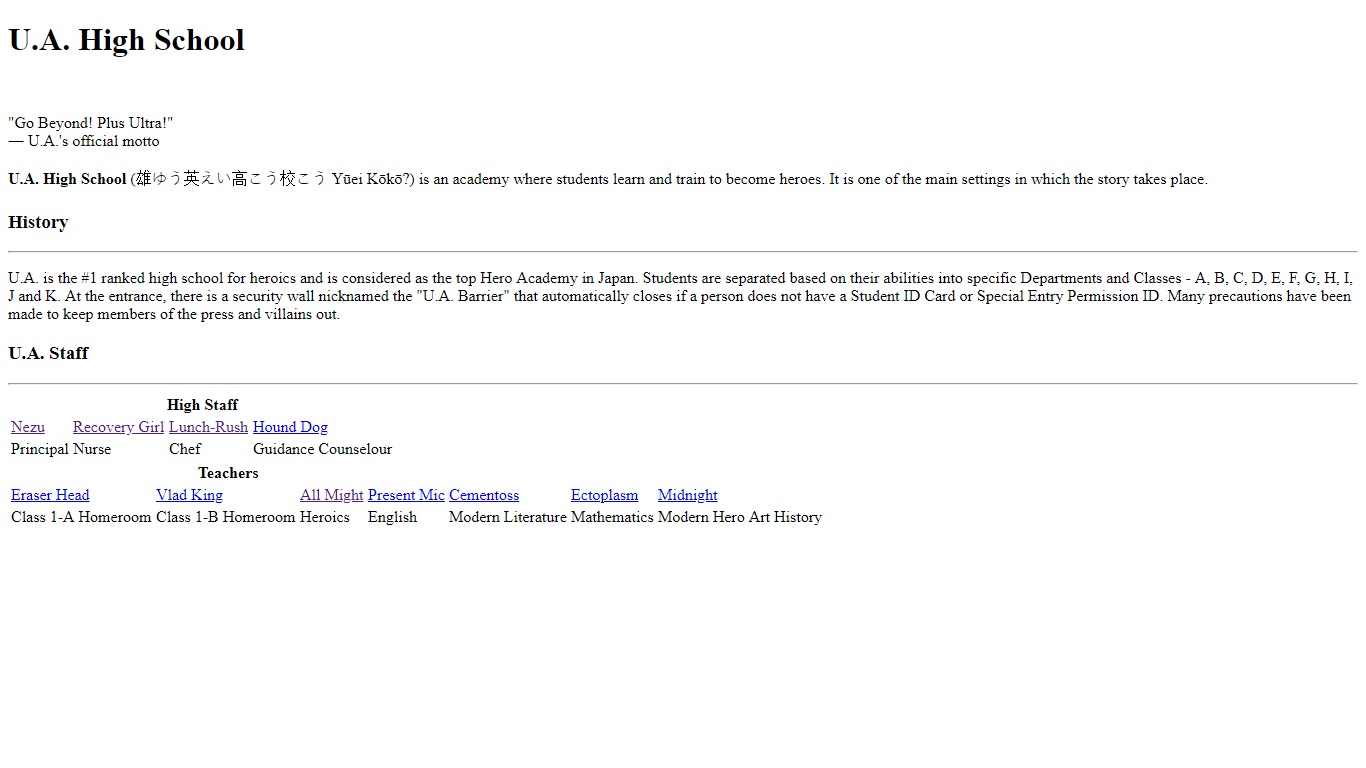 U.A. High School
"Go Beyond! Plus Ultra!"
— U.A.'s official motto
U.A. High School (雄ゆう英えい高こう校こう Yūei Kōkō?) is an academy where students learn and train to become heroes. It is one of the main settings in which the story takes place.
History
U.A. is the #1 ranked high school for heroics and is considered as the top Hero Academy in Japan. Students are separated based on their abilities into specific Departments and Classes - A, B, C, D, E, F, G, H, I,
J and K. At the entrance, there is a security wall nicknamed the "U.A. Barrier" that automatically closes if a person does not have a Student ID Card or Special Entry Permission ID. Many precautions have been
made to keep members of the press and villains out.
U.A. Staff
High Staff
Nezu Recovery Girl Lunch-Rush Hound Dog
Principal Nurse Chef Guidance Counselour
Teachers
Eraser Head Vlad King All Might Present Mic Cementoss Ectoplasm Midnight
Class 1-A Homeroom Class 1-B Homeroom Heroics English Modern Literature Mathematics Modern Hero Art History